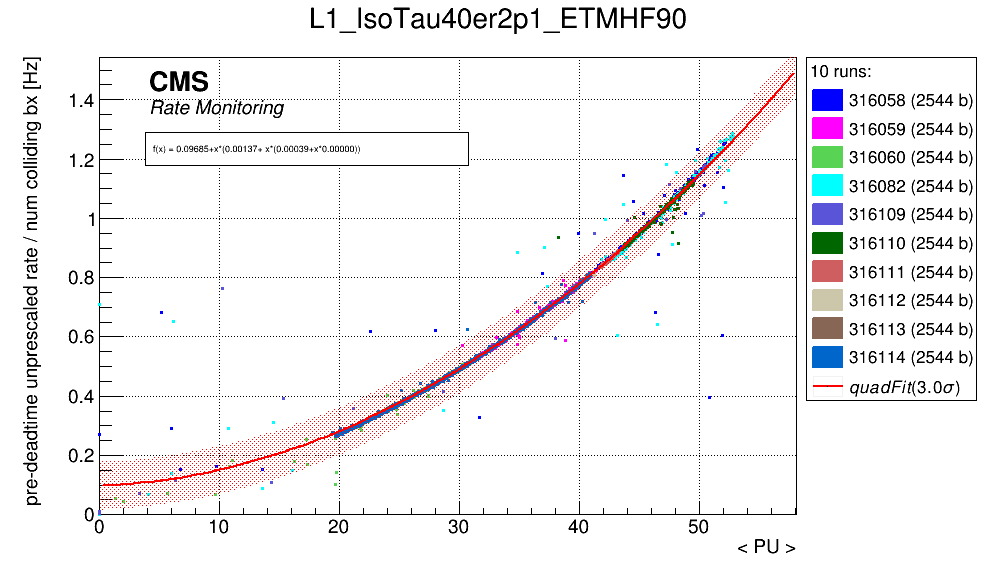 L1_IsoTau40er2p1_ETMHF90
pre-deadtime unprescaled rate / num colliding bx [Hz]
CMS
Rate Monitoring
f(x) = 0.09685+x*(0.00137+ x*(0.00039+x*0.00000))
1.4
1.2
1
0.8
0.6
0.4
0.2
0
0 10 20 30 40 50
< PU >
10 runs:
316058 (2544 b)
316059 (2544 b)
316060 (2544 b)
316082 (2544 b)
316109 (2544 b)
316110 (2544 b)
316111 (2544 b)
316112 (2544 b)
316113 (2544 b)
316114 (2544 b)
quadFit(3.0σ)